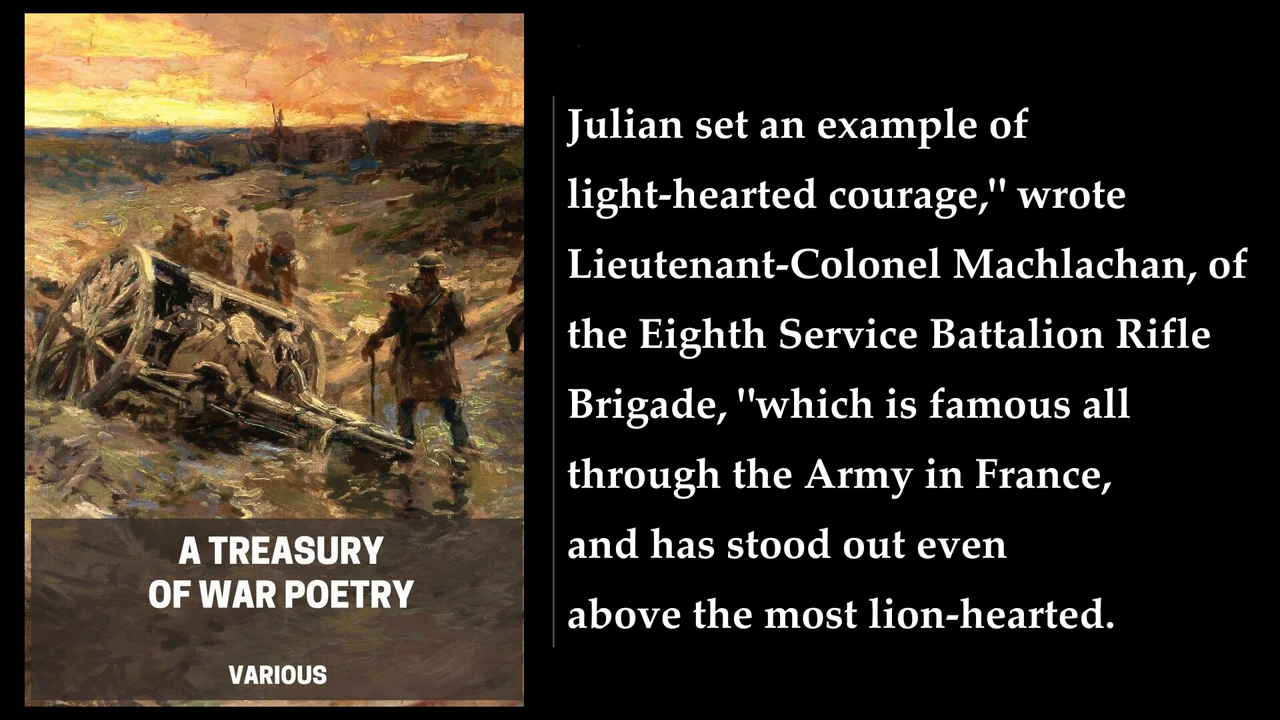 A TREASURY
OF WAR POETRY
VARIOUS
Julian set an example of
light-hearted courage," wrote
Lieutenant-Colonel Machlachan, of
the Eighth Service Battalion Rifle
Brigade, "which is famous all
through the Army in France,
and has stood out even
above the most lion-hearted.